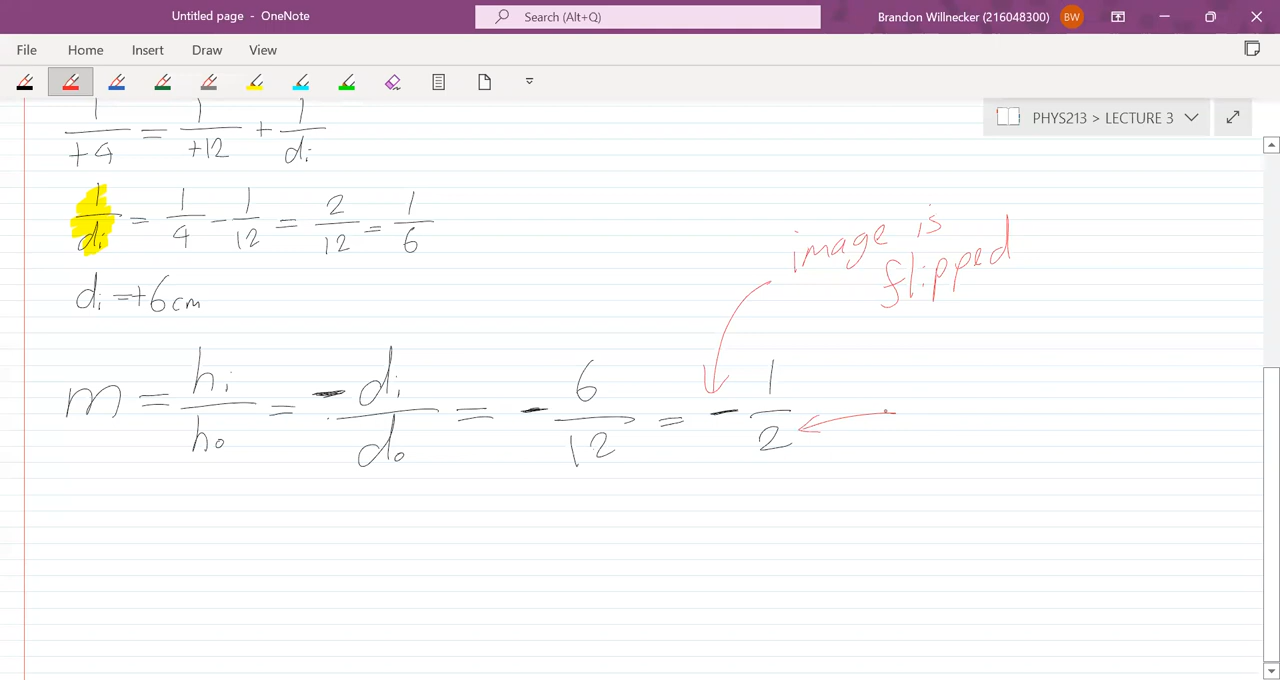 Untitled page - OneNote
Search (Alt+Q)
Brandon Willnecker (216048300)
BW
File Home Insert Draw View
PHYS213 > LECTURE 3
1/+4 = 1/+12 + 1/di
1/di = 1/4 - 1/12 = 2/12 = 1/6
image is
flipped
di = +6cm
m = hi/ho = - di/do = - 6/12 = - 1/2